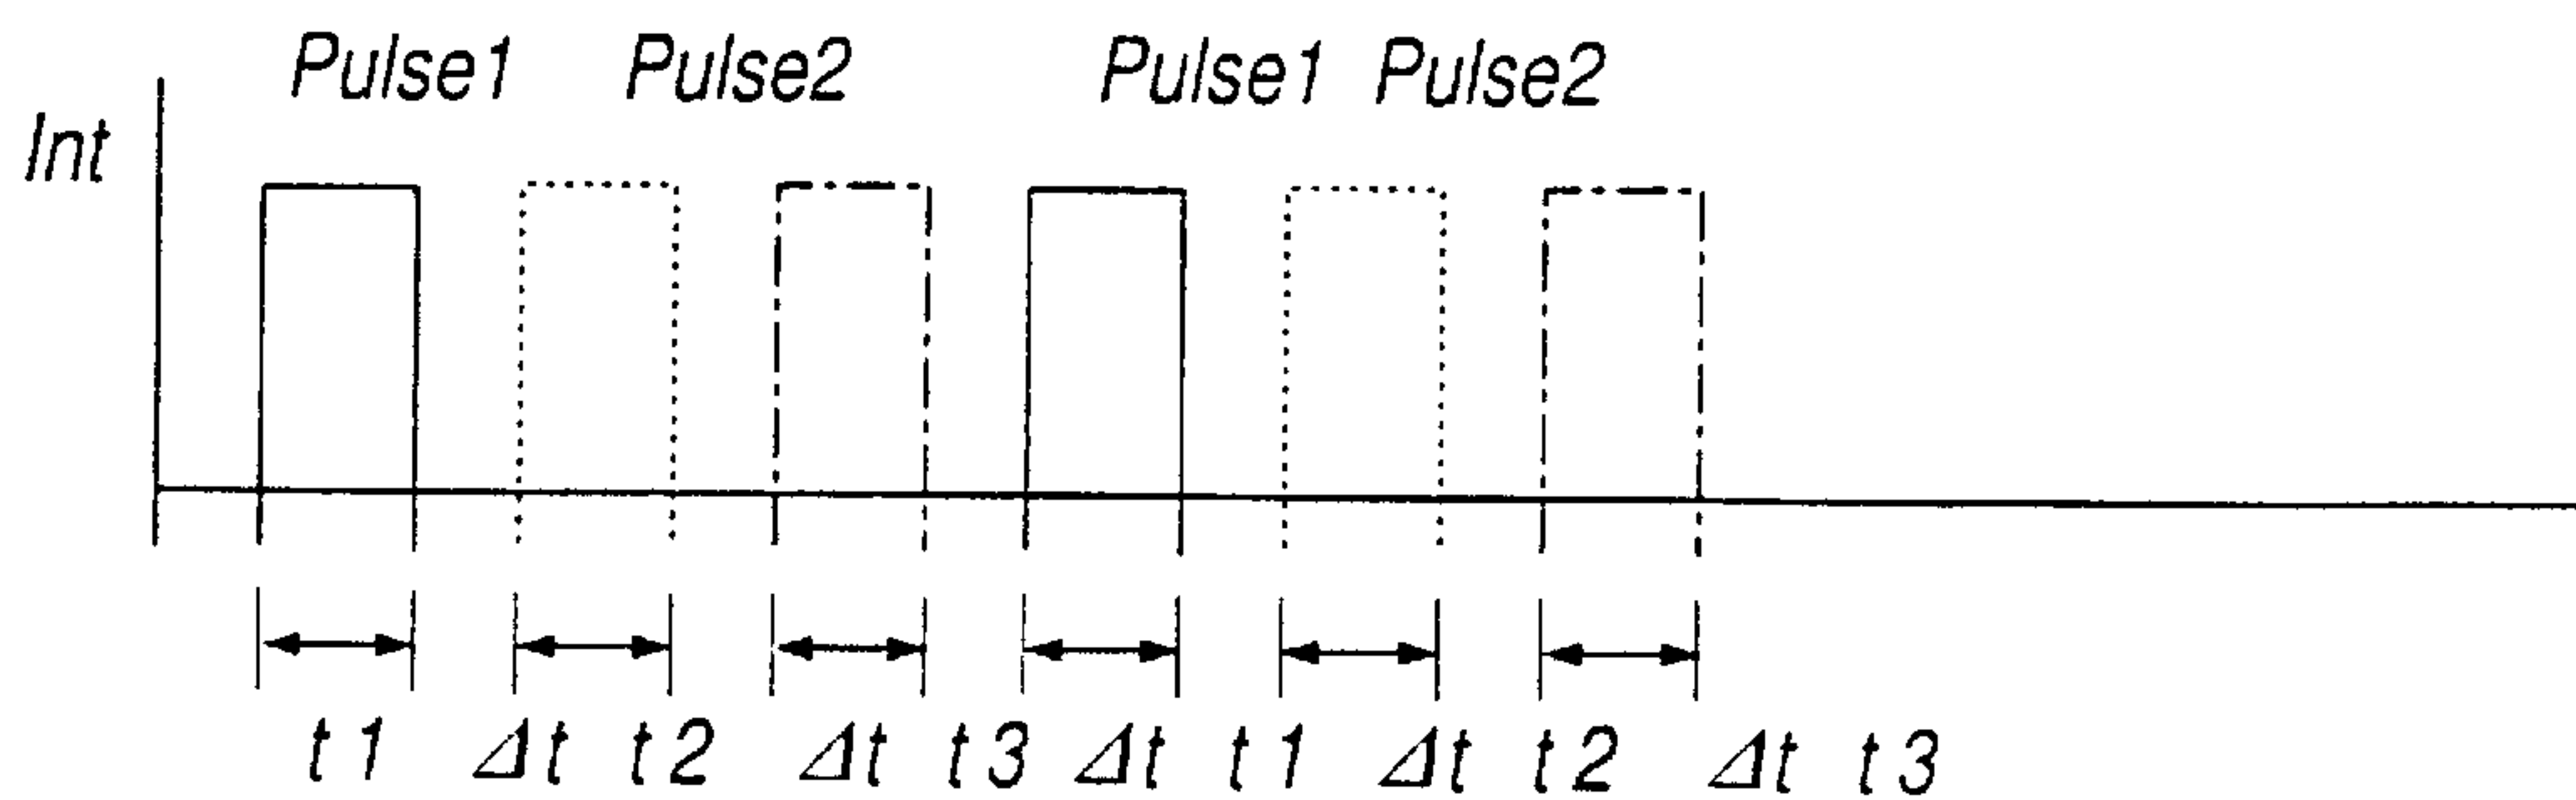 Pulse1 Pulse2 Pulse1 Pulse2
Int
t1 Δt t2 Δt t3 Δt t1 Δt t2 Δt t3